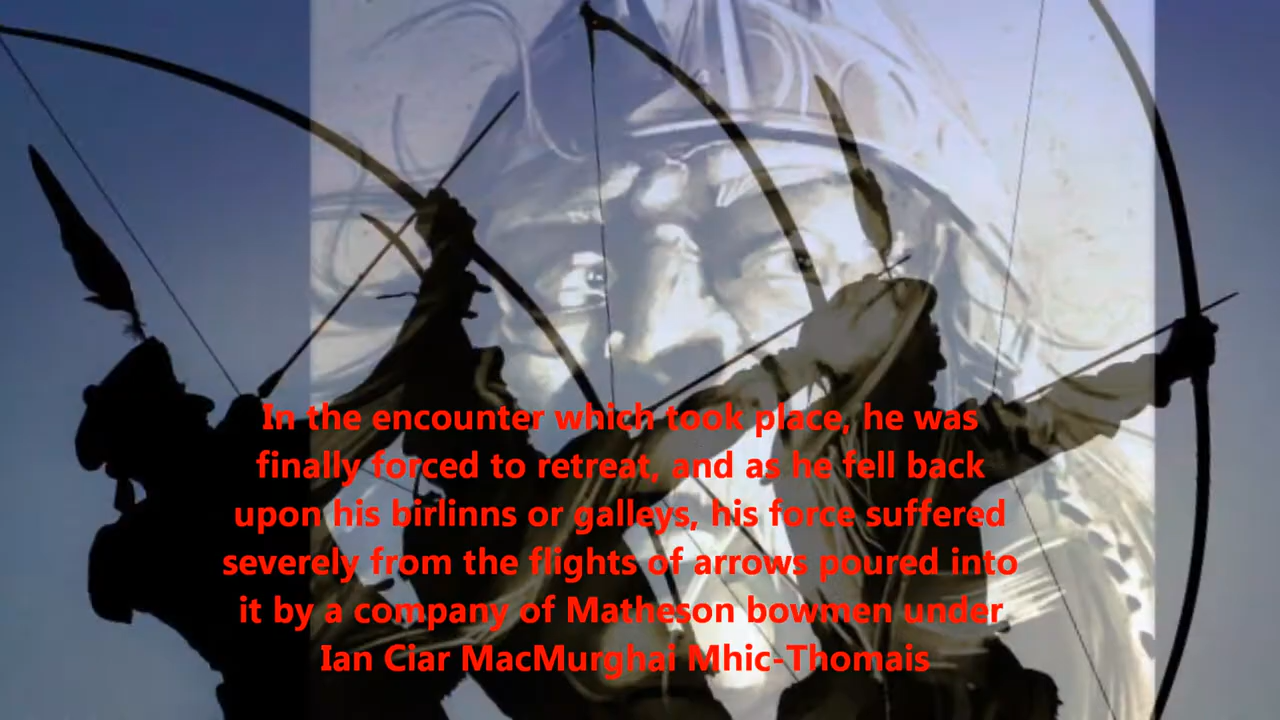 In the encounter which took place, he was
finally forced to retreat, and as he fell back
upon his birlinns or galleys, his force suffered
severely from the flights of arrows poured into
it by a company of Matheson bowmen under
Ian Ciar MacMurghai Mhic-Thomais